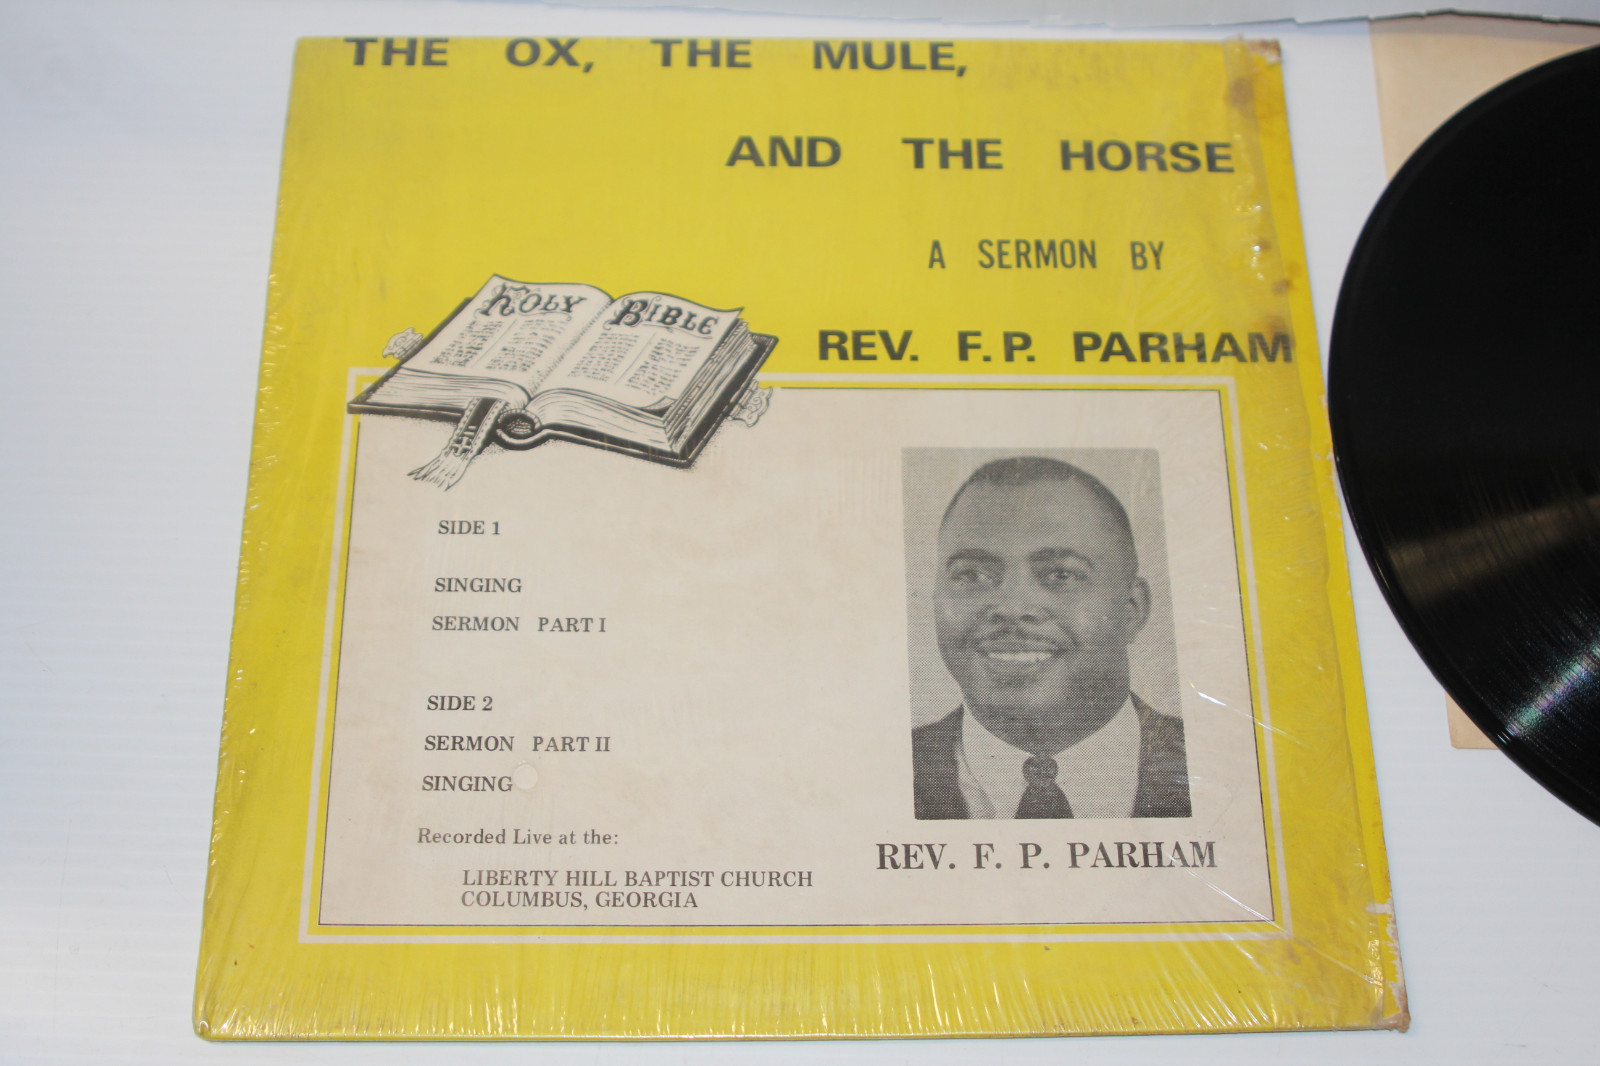 THE OX, THE MULE,
AND THE HORSE
A SERMON BY
REV. F.P. PARHAM
HOLY BIBLE
SIDE 1
SINGING
SERMON PART I
SIDE 2
SERMON PART II
SINGING
Recorded Live at the:
LIBERTY HILL BAPTIST CHURCH
COLUMBUS, GEORGIA
REV. F. P. PARHAM